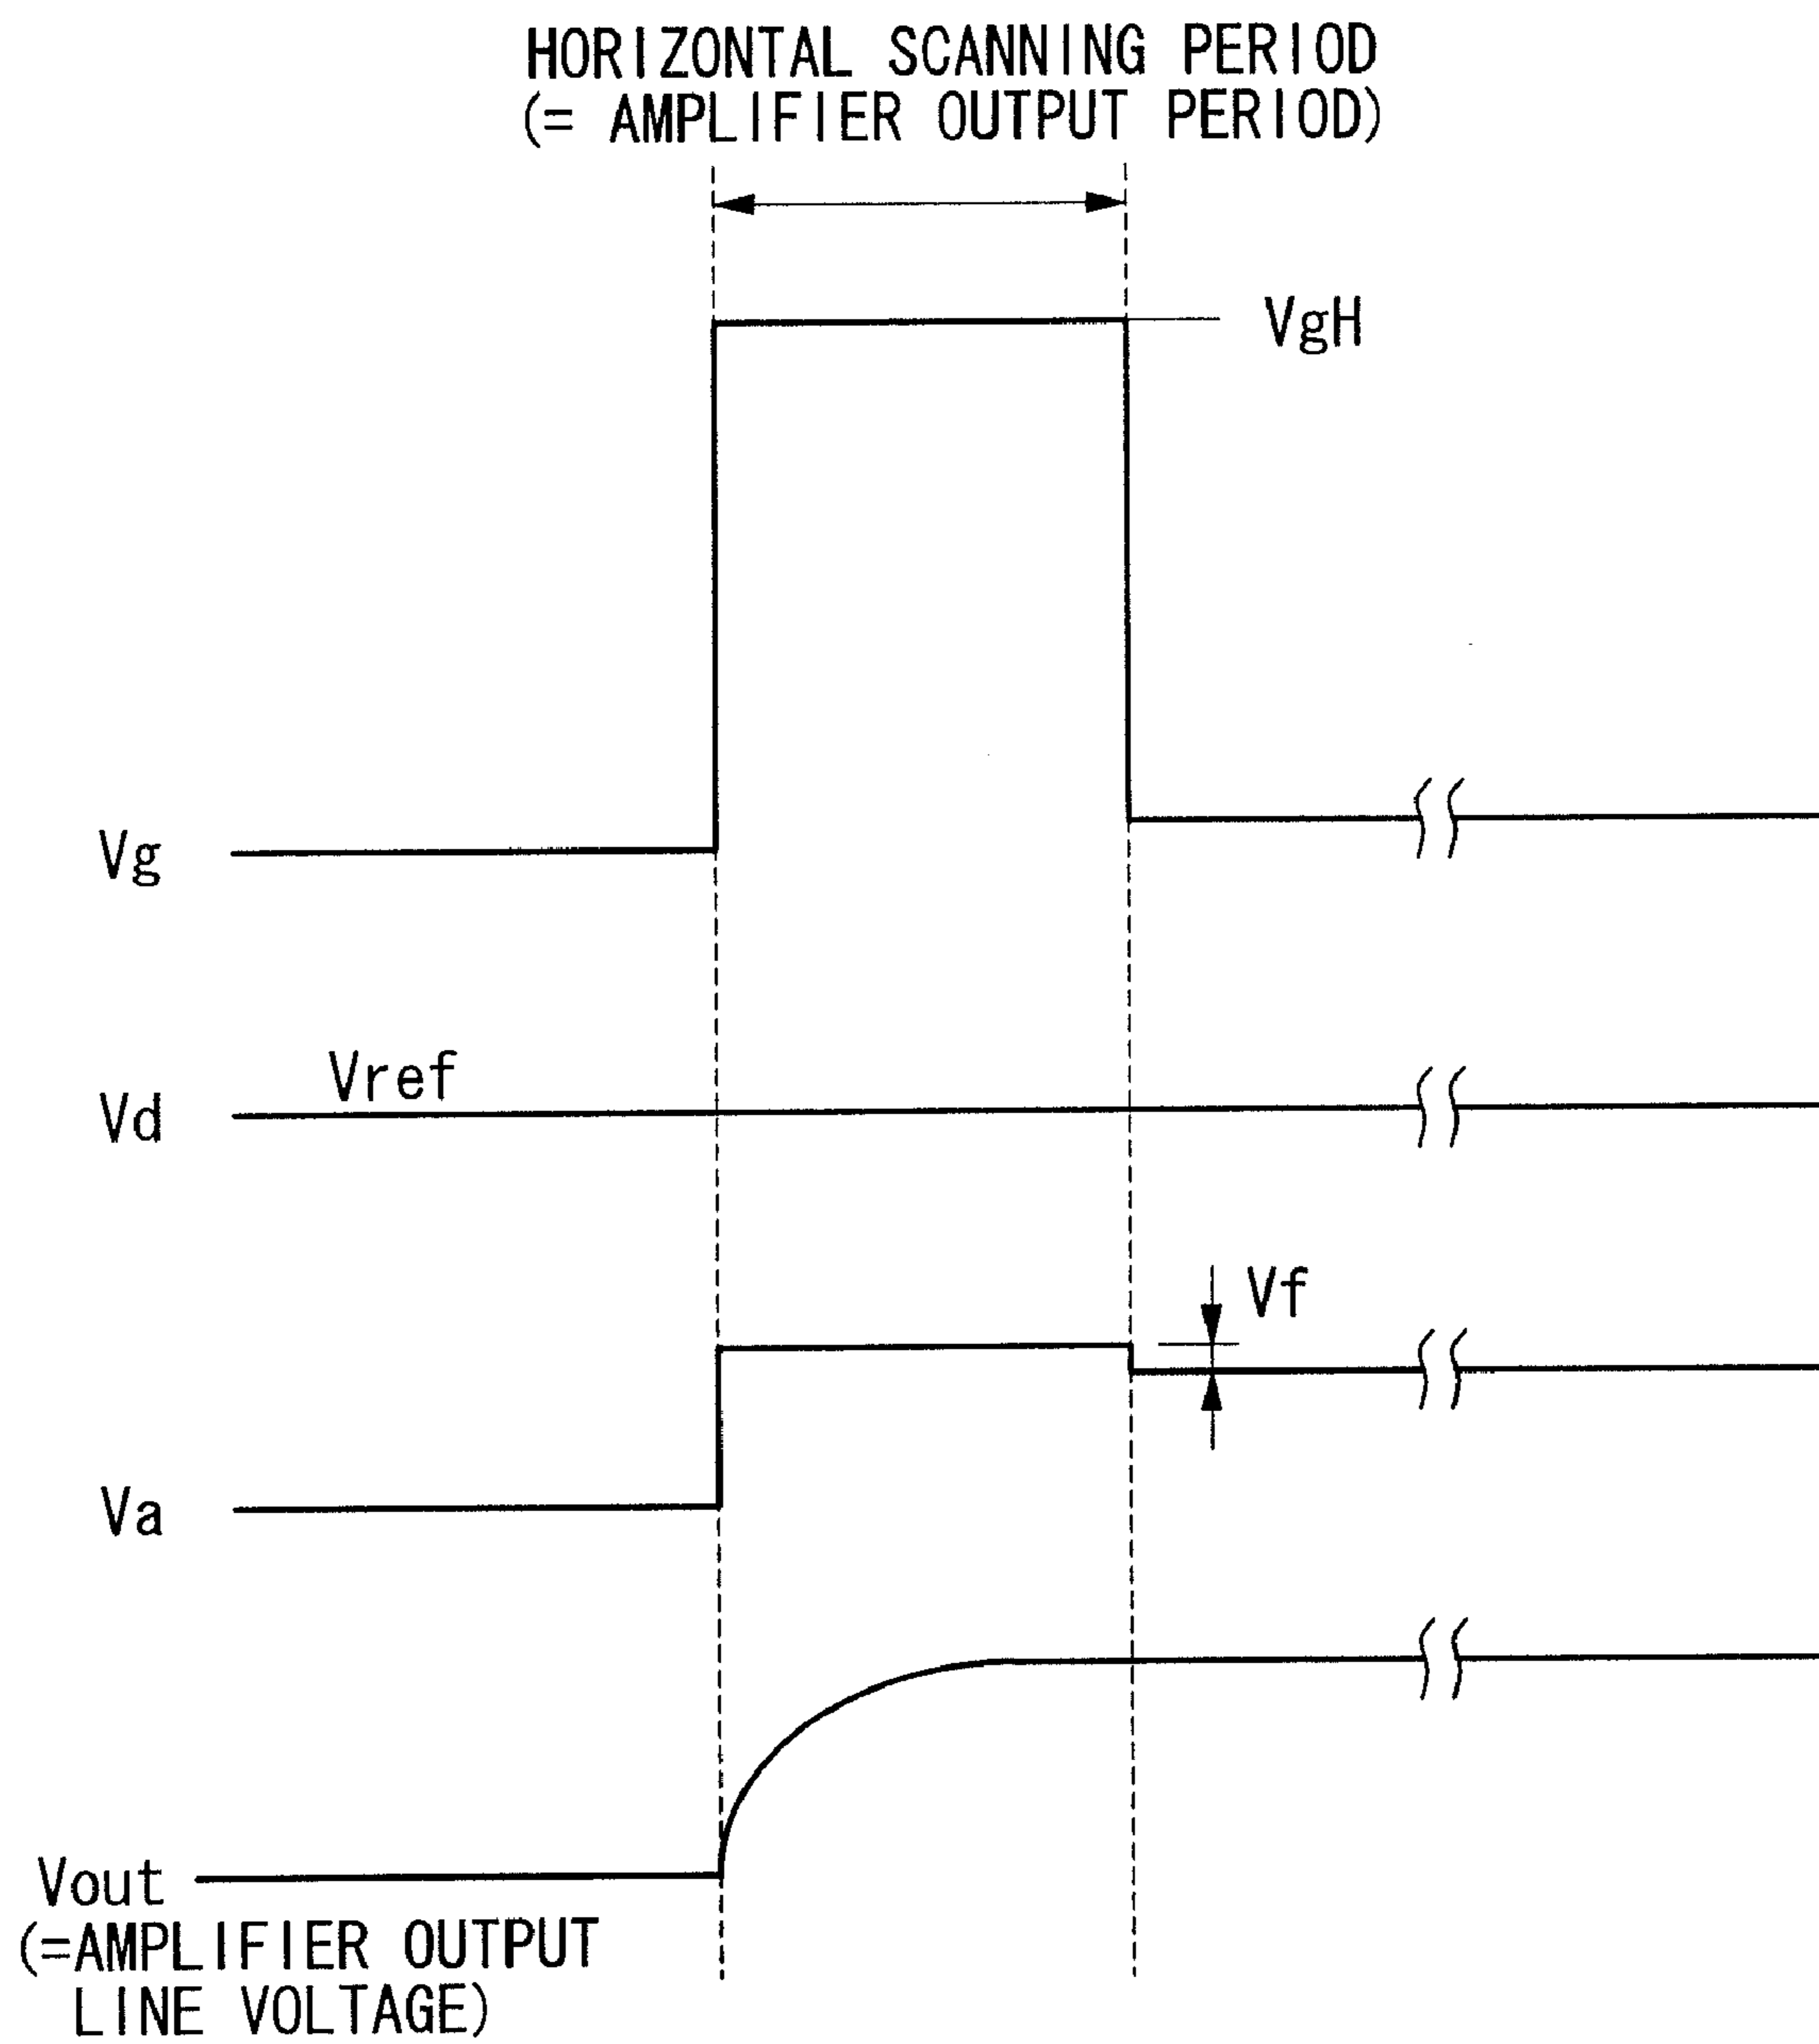 HORIZONTAL SCANNING PERIOD
(= AMPLIFIER OUTPUT PERIOD)
VgH
Vg
Vref
Vd
Vf
Va
Vout
(=AMPLIFIER OUTPUT
LINE VOLTAGE)